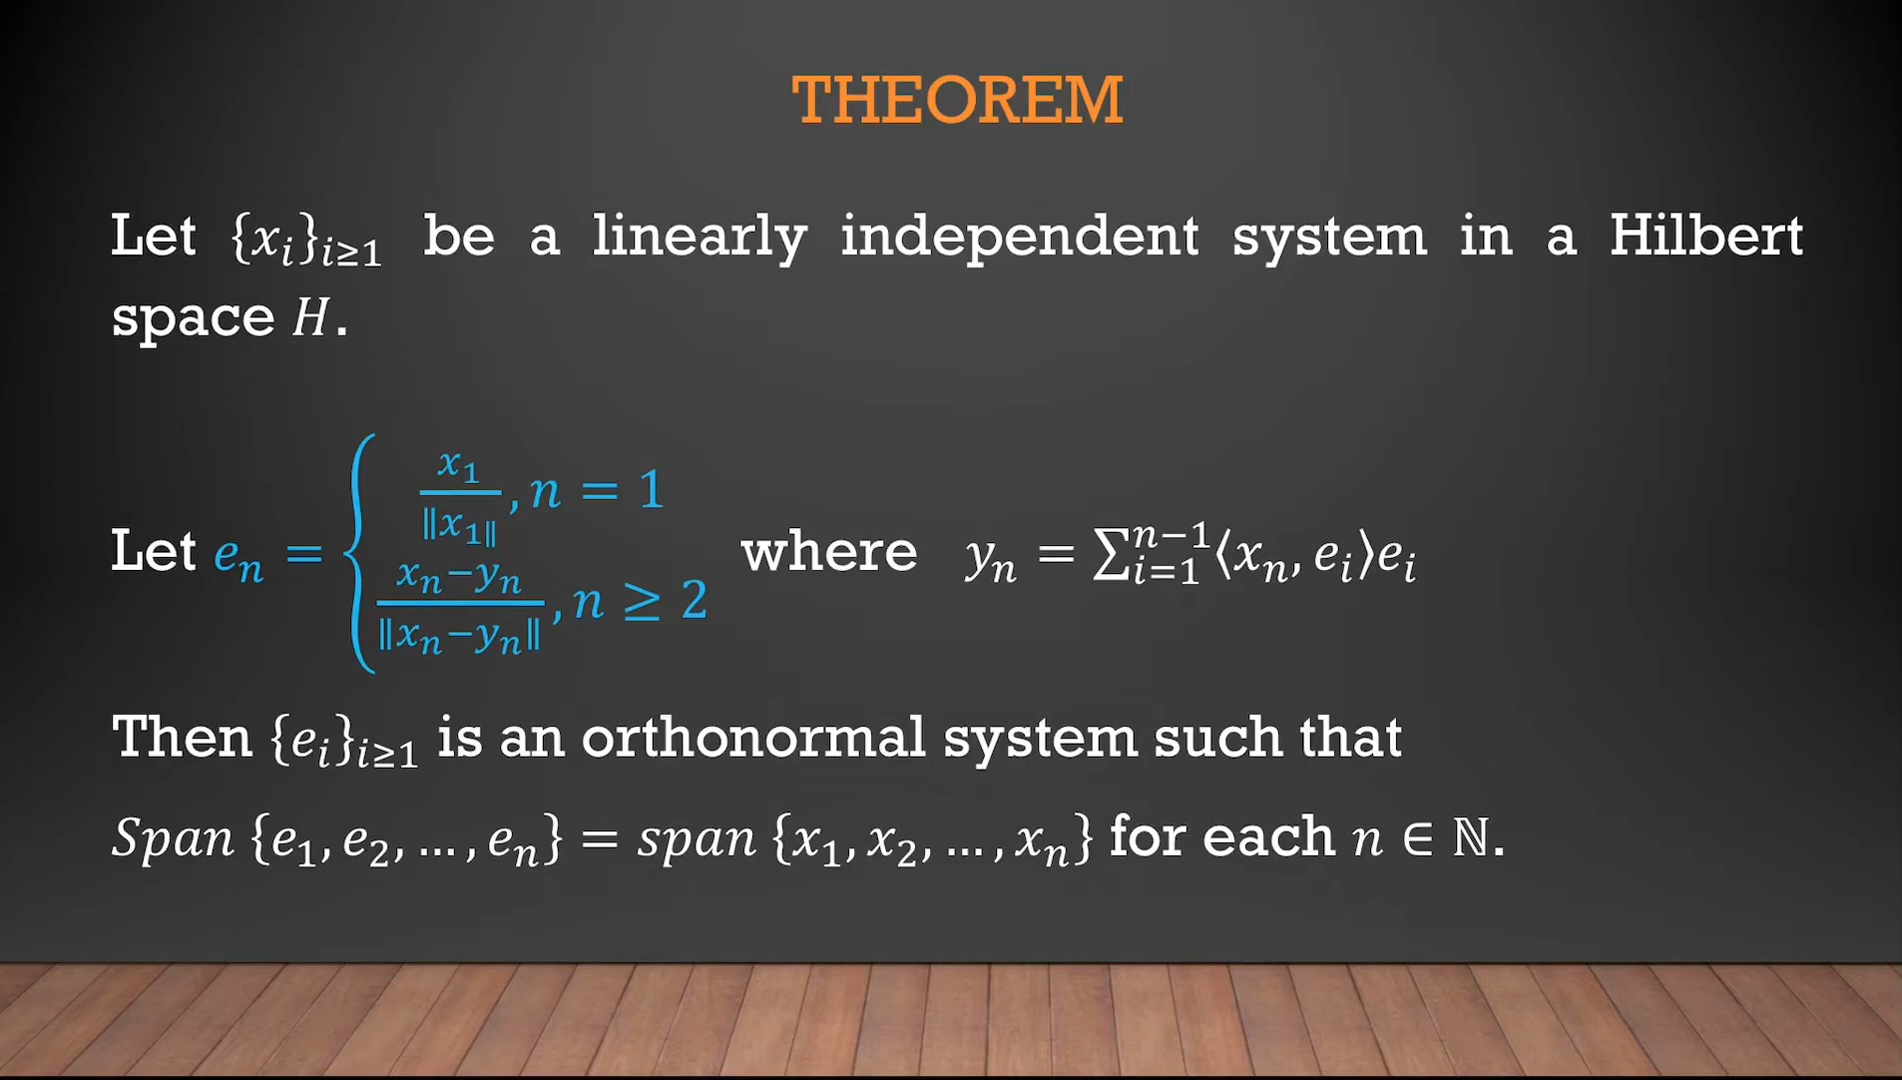 THEOREM
Let {xᵢ}ᵢ≥₁ be a linearly independent system in a Hilbert
space H.
Let eₙ = { x₁/‖x₁‖, n = 1; (xₙ−yₙ)/‖xₙ−yₙ‖, n ≥ 2 where yₙ = ∑ᵢ₌₁ⁿ⁻¹⟨xₙ, eᵢ⟩eᵢ
Then {eᵢ}ᵢ≥₁ is an orthonormal system such that
Span {e₁, e₂, … , eₙ} = span {x₁, x₂, … , xₙ} for each n ∈ ℕ.